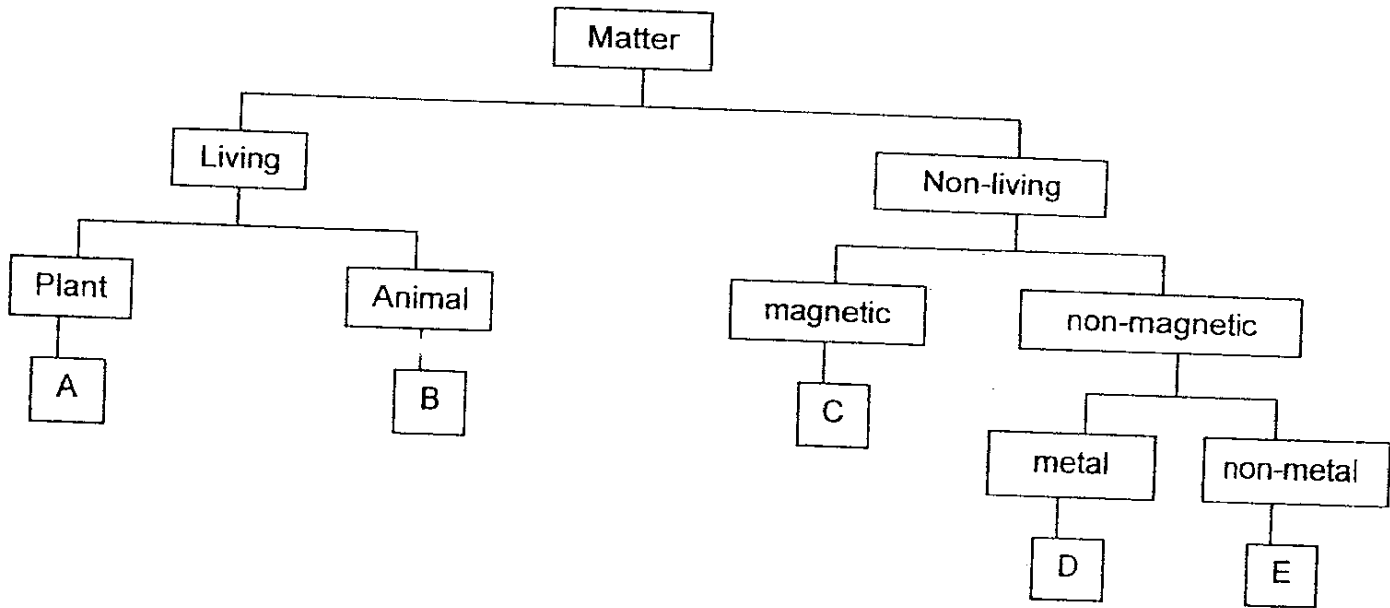 Matter
Living
Non-living
Plant
Animal
magnetic
non-magnetic
A
B
C
metal
non-metal
D
E